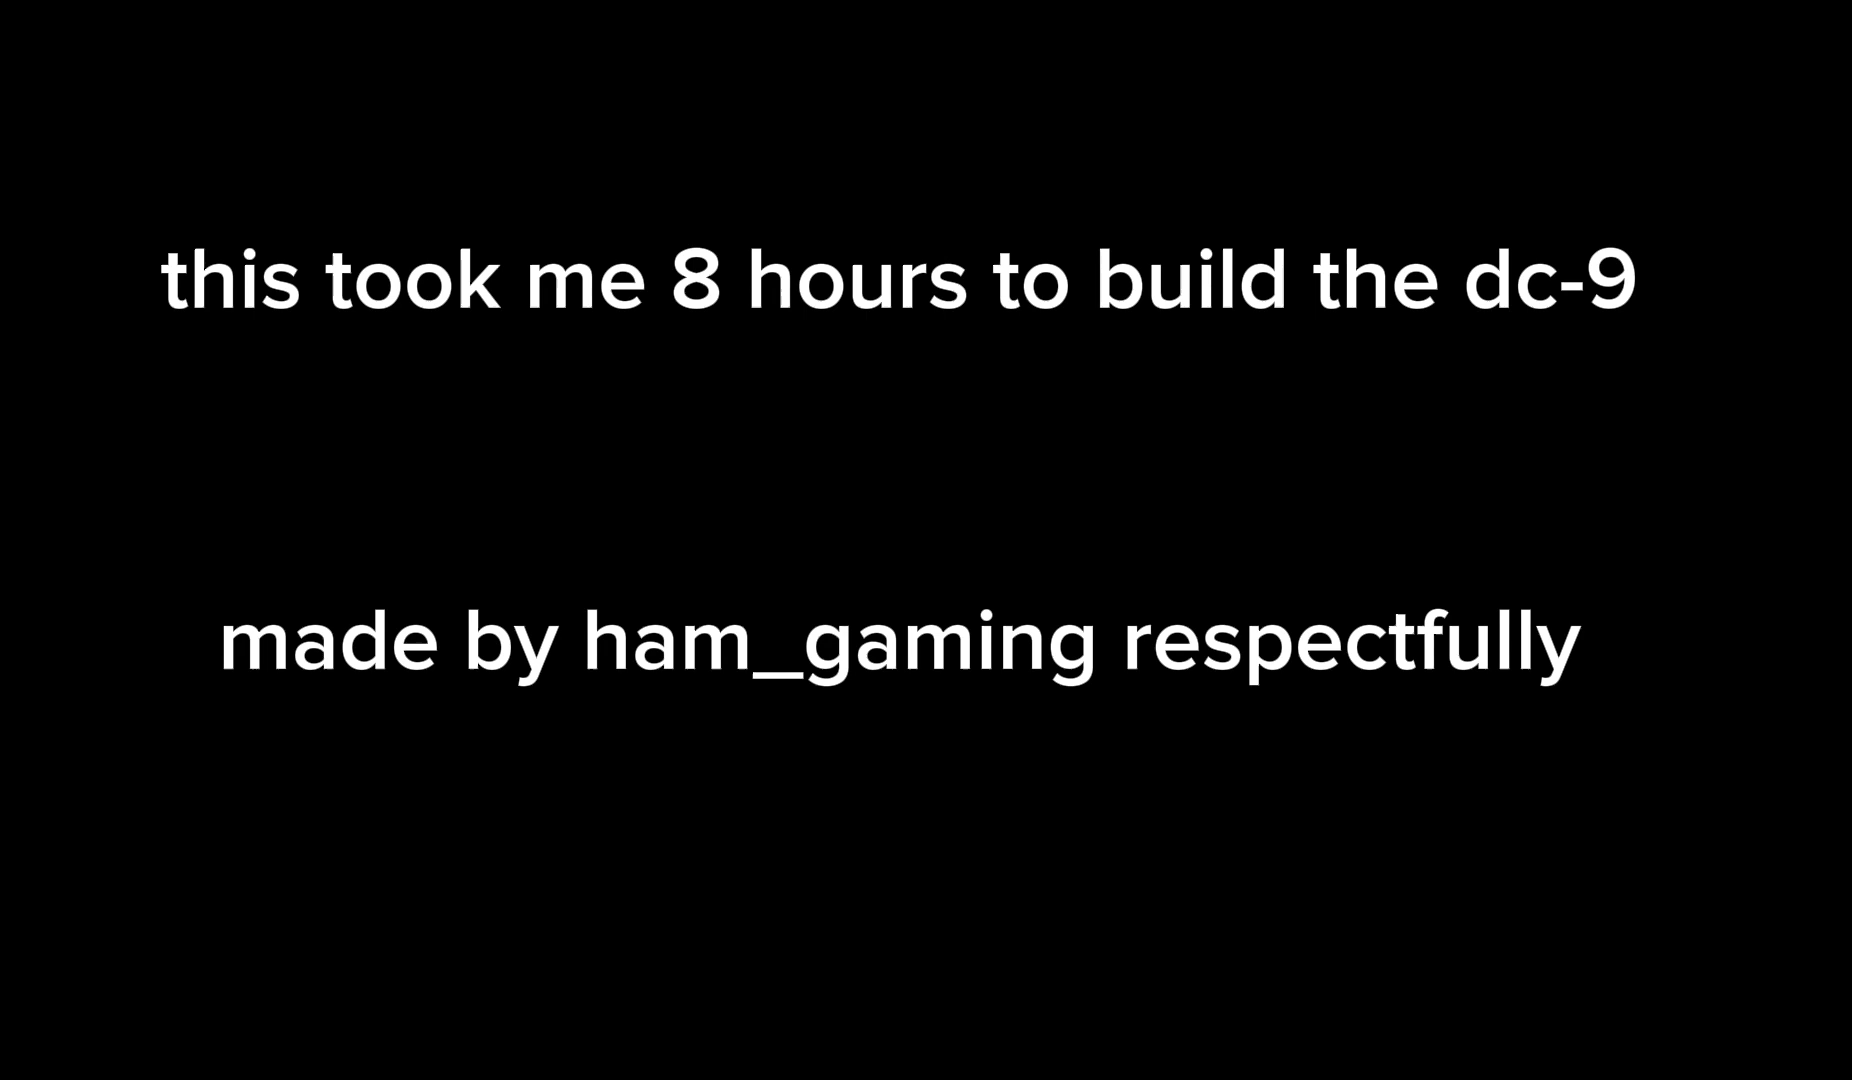 this took me 8 hours to build the dc-9
made by ham_gaming respectfully